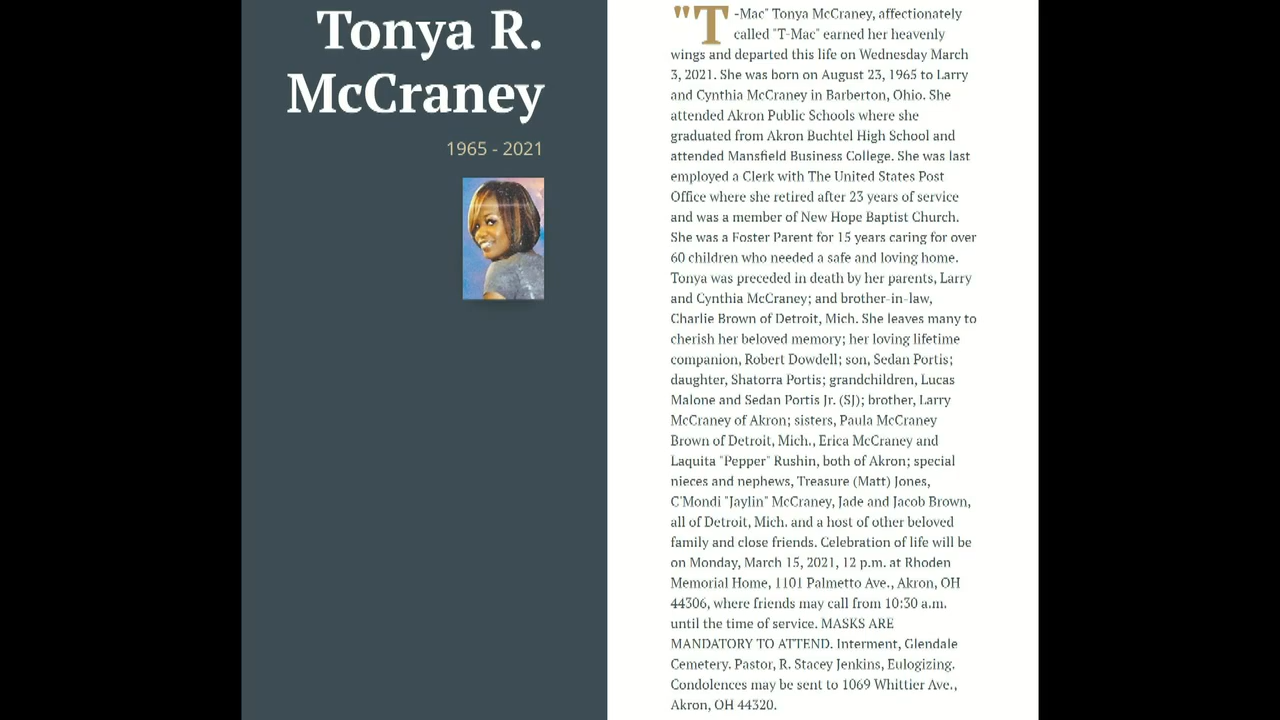 Tonya R.
McCraney
1965 - 2021
"T-Mac" Tonya McCraney, affectionately
called "T-Mac" earned her heavenly
wings and departed this life on Wednesday March
3, 2021. She was born on August 23, 1965 to Larry
and Cynthia McCraney in Barberton, Ohio. She
attended Akron Public Schools where she
graduated from Akron Buchtel High School and
attended Mansfield Business College. She was last
employed a Clerk with The United States Post
Office where she retired after 23 years of service
and was a member of New Hope Baptist Church.
She was a Foster Parent for 15 years caring for over
60 children who needed a safe and loving home.
Tonya was preceded in death by her parents, Larry
and Cynthia McCraney; and brother-in-law,
Charlie Brown of Detroit, Mich. She leaves many to
cherish her beloved memory; her loving lifetime
companion, Robert Dowdell; son, Sedan Portis;
daughter, Shatorra Portis; grandchildren, Lucas
Malone and Sedan Portis Jr. (SJ); brother, Larry
McCraney of Akron; sisters, Paula McCraney
Brown of Detroit, Mich., Erica McCraney and
Laquita "Pepper" Rushin, both of Akron; special
nieces and nephews, Treasure (Matt) Jones,
C'Mondi "Jaylin" McCraney, Jade and Jacob Brown,
all of Detroit, Mich. and a host of other beloved
family and close friends. Celebration of life will be
on Monday, March 15, 2021, 12 p.m. at Rhoden
Memorial Home, 1101 Palmetto Ave., Akron, OH
44306, where friends may call from 10:30 a.m.
until the time of service. MASKS ARE
MANDATORY TO ATTEND. Interment, Glendale
Cemetery. Pastor, R. Stacey Jenkins, Eulogizing.
Condolences may be sent to 1069 Whittier Ave.,
Akron, OH 44320.